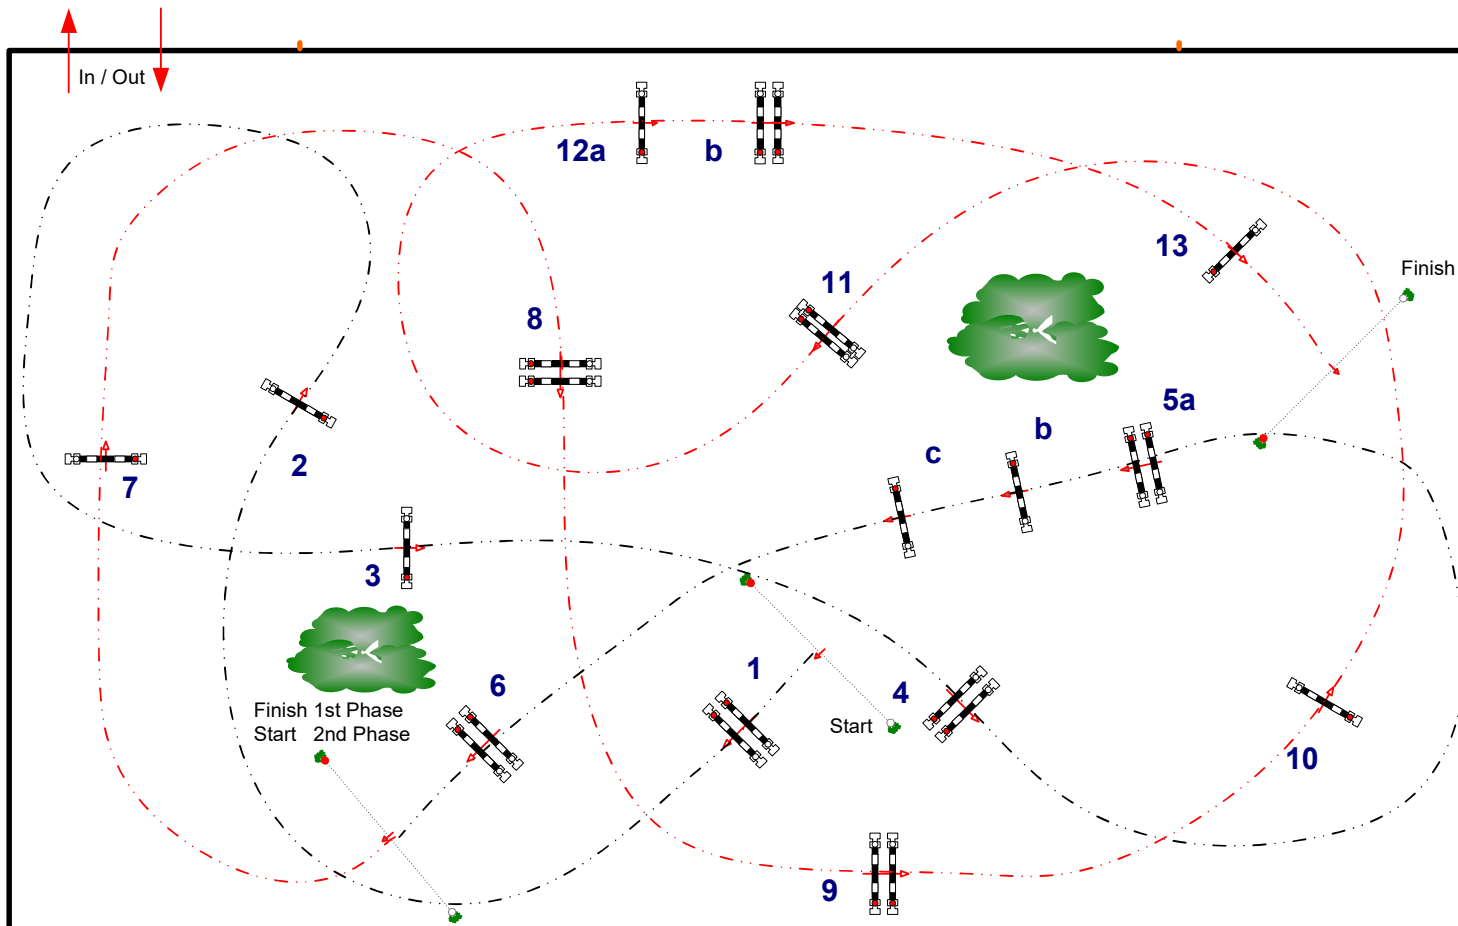 In / Out
12a
b
13
Finish
11
8
5a
b
c
2
7
3
1
6
4
Finish 1st Phase
Start 2nd Phase
Start
10
9